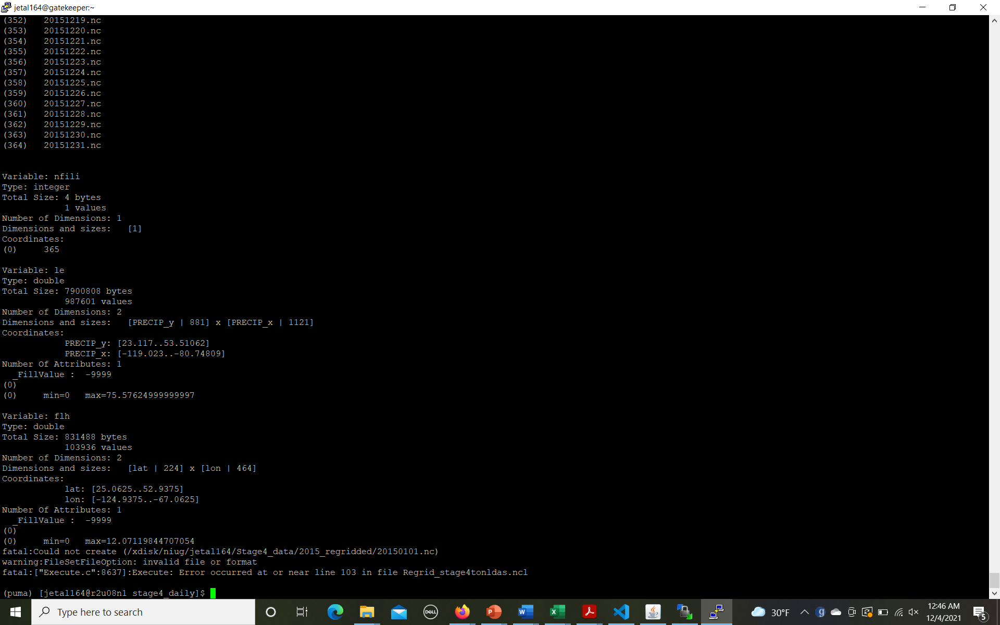 jetal164@gatekeeper:~
(352)   20151219.nc
(353)   20151220.nc
(354)   20151221.nc
(355)   20151222.nc
(356)   20151223.nc
(357)   20151224.nc
(358)   20151225.nc
(359)   20151226.nc
(360)   20151227.nc
(361)   20151228.nc
(362)   20151229.nc
(363)   20151230.nc
(364)   20151231.nc
Variable: nfili
Type: integer
Total Size: 4 bytes
            1 values
Number of Dimensions: 1
Dimensions and sizes:   [1]
Coordinates:
(0)     365
Variable: le
Type: double
Total Size: 7900808 bytes
            987601 values
Number of Dimensions: 2
Dimensions and sizes:   [PRECIP_y | 881] x [PRECIP_x | 1121]
Coordinates:
            PRECIP_y: [23.117..53.51062]
            PRECIP_x: [-119.023..-80.74809]
Number Of Attributes: 1
  _FillValue :  -9999
(0)
(0)     min=0   max=75.57624999999997
Variable: flh
Type: double
Total Size: 831488 bytes
            103936 values
Number of Dimensions: 2
Dimensions and sizes:   [lat | 224] x [lon | 464]
Coordinates:
            lat: [25.0625..52.9375]
            lon: [-124.9375..-67.0625]
Number Of Attributes: 1
  _FillValue :  -9999
(0)
(0)     min=0   max=12.07119844707054
fatal:Could not create (/xdisk/niug/jetal164/Stage4_data/2015_regridded/20150101.nc)
warning:FileSetFileOption: invalid file or format
fatal:["Execute.c":8637]:Execute: Error occurred at or near line 103 in file Regrid_stage4tonldas.ncl
(puma) [jetal164@r2u08n1 stage4_daily]$
Type here to search
DELL
30°F
12:46 AM
12/4/2021
5